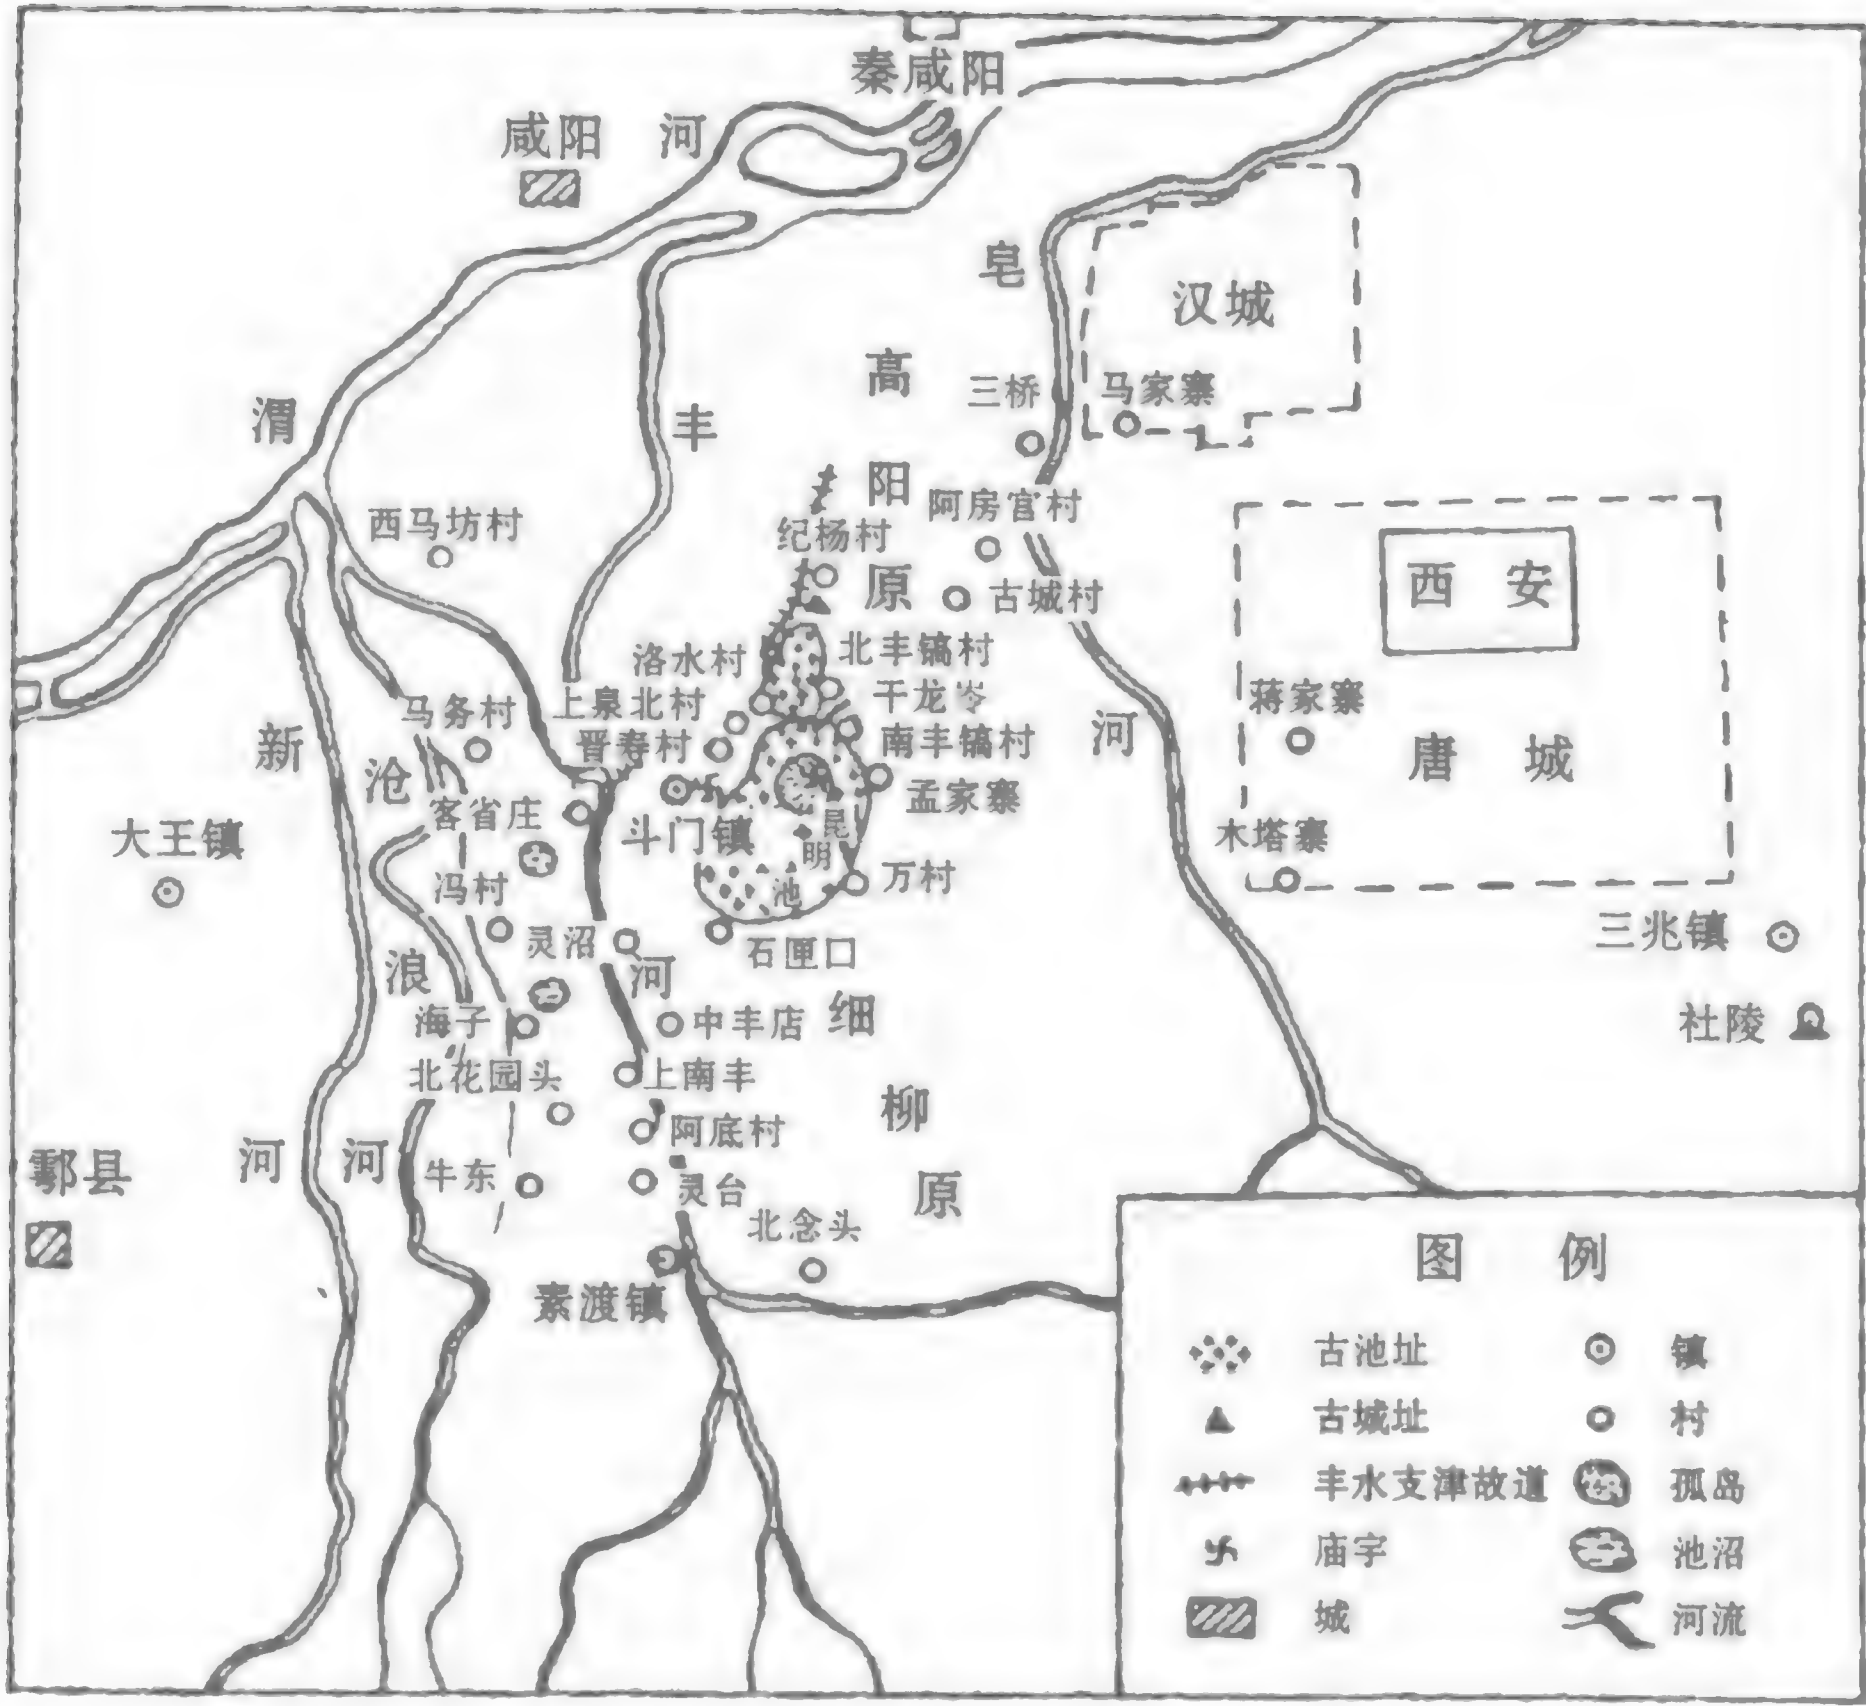 秦咸阳
咸阳
河
皂
汉城
高
三桥
马家寨
渭
丰
阳
阿房宫村
西马坊村
纪杨村
原
古城村
西 安
洛水村
北丰镐村
上泉北村
干龙岭
蒋家寨
马务村
晋寿村
南丰镐村
河
唐 城
新
沧
客省庄
斗门镇
孟家寨
昆
明
池
大王镇
木塔寨
冯村
万村
灵沼
石匣口
三兆镇
浪
河
海子
中丰店
细
杜陵
北花园头
上南丰
柳
阿底村
鄠县
河
河
牛东
灵台
原
北念头
秦渡镇
图 例
古池址
镇
古城址
村
丰水支津故道
孤岛
庙宇
池沼
城
河流